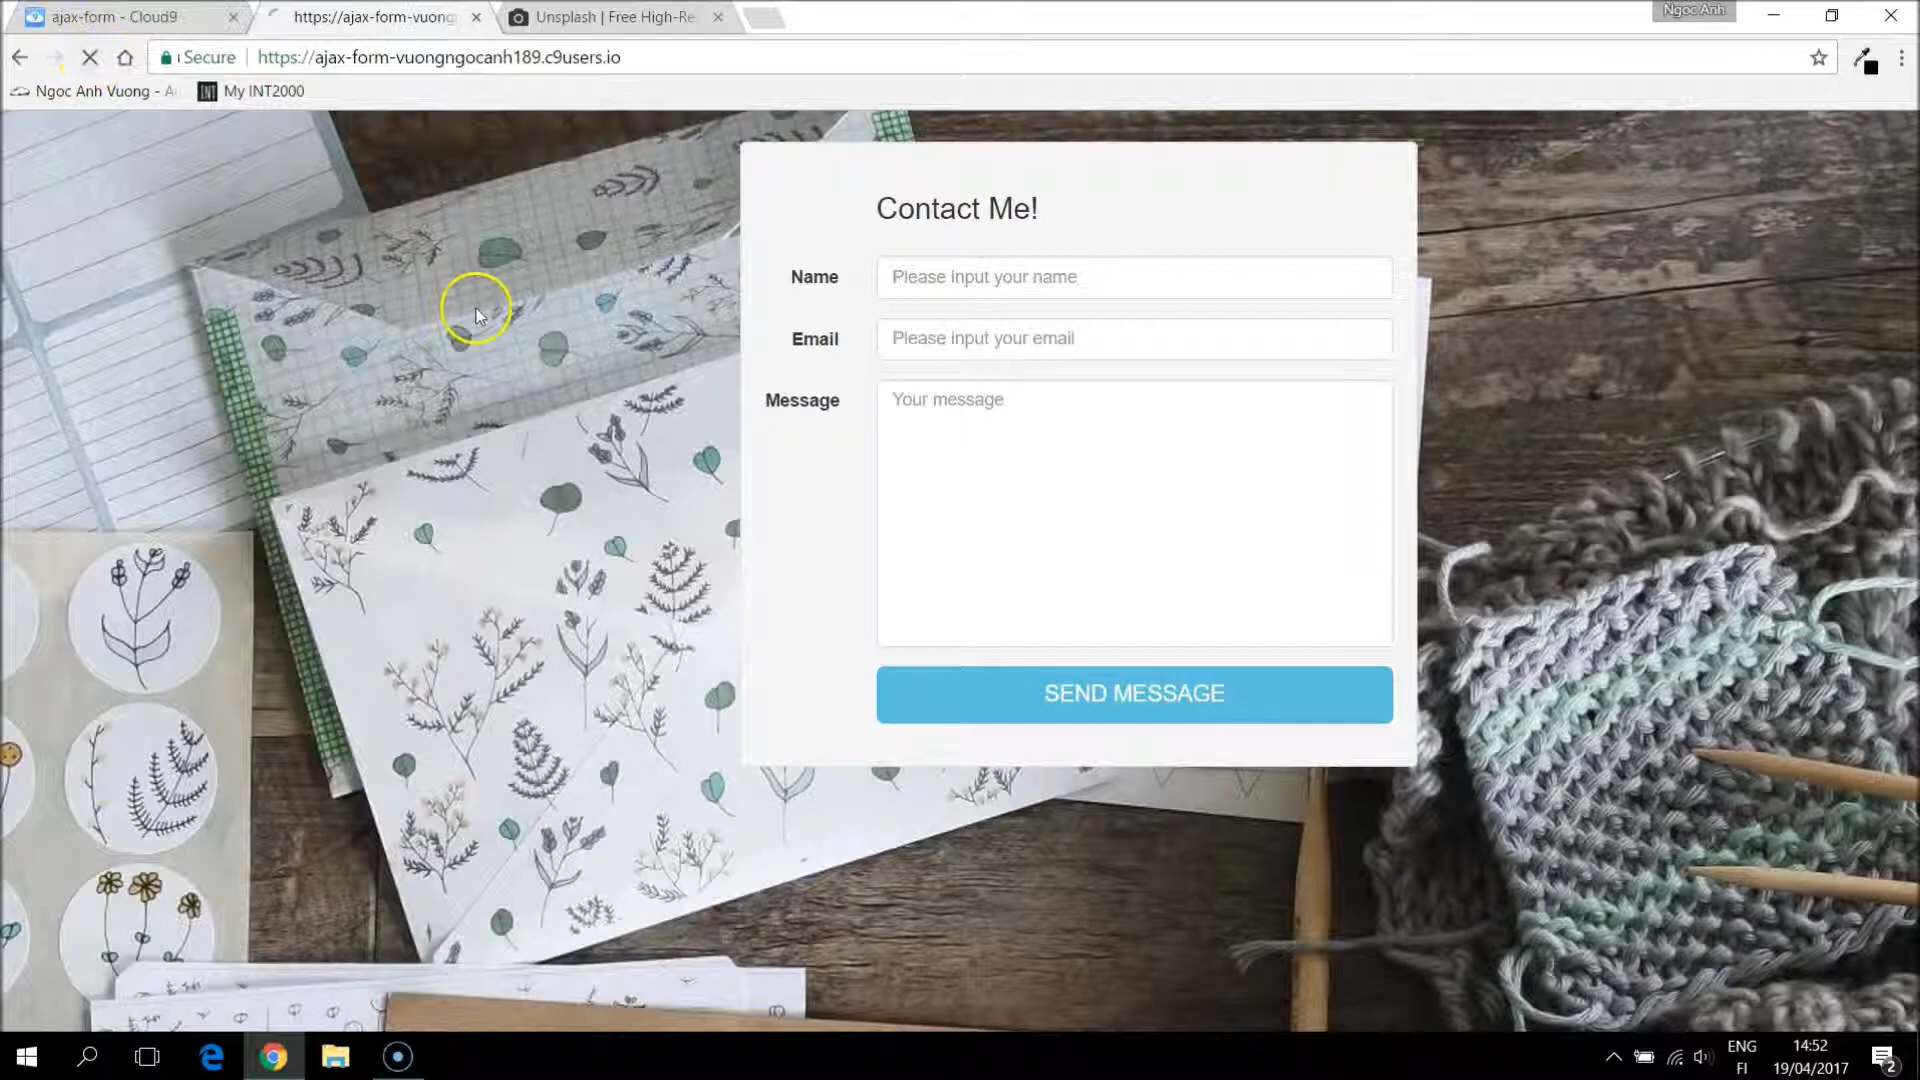 ajax-form - Cloud9
https://ajax-form-vuong
Unsplash | Free High-Re
Ngoc Anh
Secure
https://ajax-form-vuongngocanh189.c9users.io
Ngoc Anh Vuong - A
INT
My INT2000
Contact Me!
Name
Please input your name
Email
Please input your email
Message
Your message
SEND MESSAGE
ENG
FI
14:52
19/04/2017
2